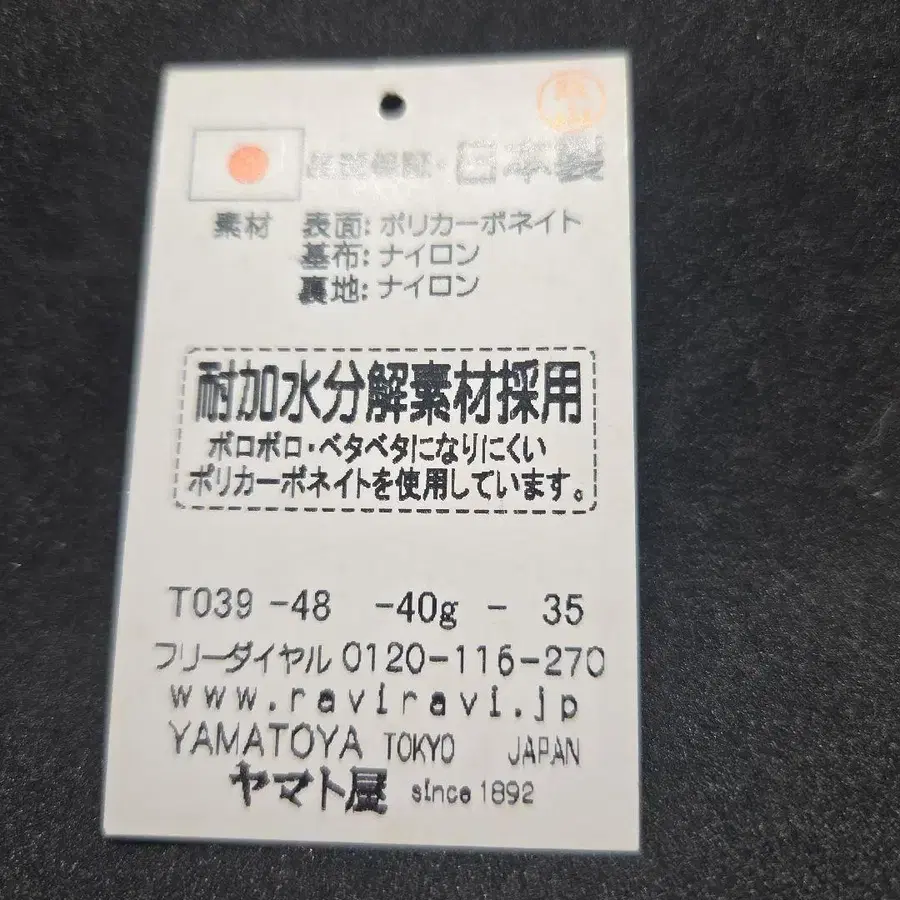 日本製
素材 表面: ポリカーボネイト
基布: ナイロン
裏地: ナイロン
耐加水分解素材採用
ボロボロ・ベタベタになりにくい
ポリカーボネイトを使用しています。
T039 -48 -40g - 35
フリーダイヤル 0120-116-270
www.raviravi.jp
YAMATOYA TOKYO JAPAN
ヤマト屋 since 1892